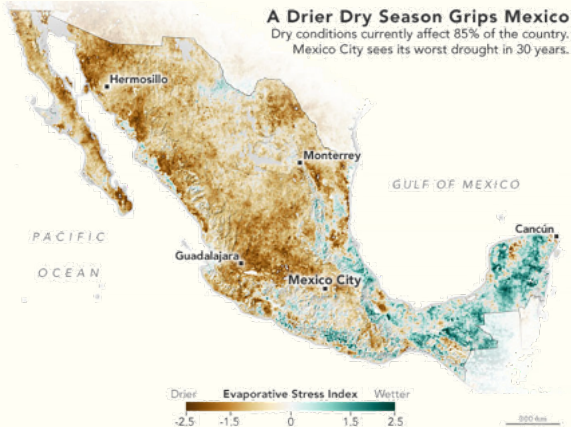 A Drier Dry Season Grips Mexico
Dry conditions currently affect 85% of the country.
Mexico City sees its worst drought in 30 years.
Hermosillo
Monterrey
GULF OF MEXICO
PACIFIC
OCEAN
Cancún
Guadalajara
Mexico City
Drier Evaporative Stress Index Wetter
-2.5 -1.5 0 1.5 2.5